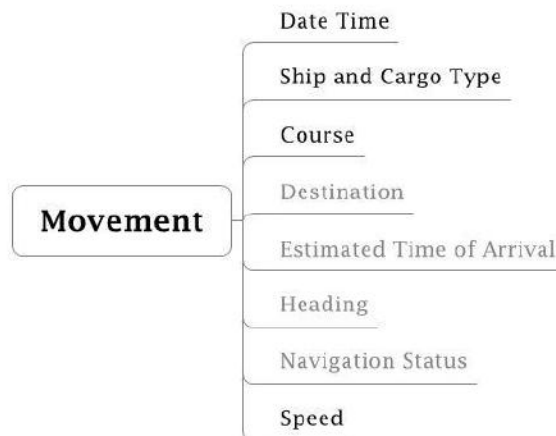 Date Time
Ship and Cargo Type
Course
Movement
Destination
Estimated Time of Arrival
Heading
Navigation Status
Speed